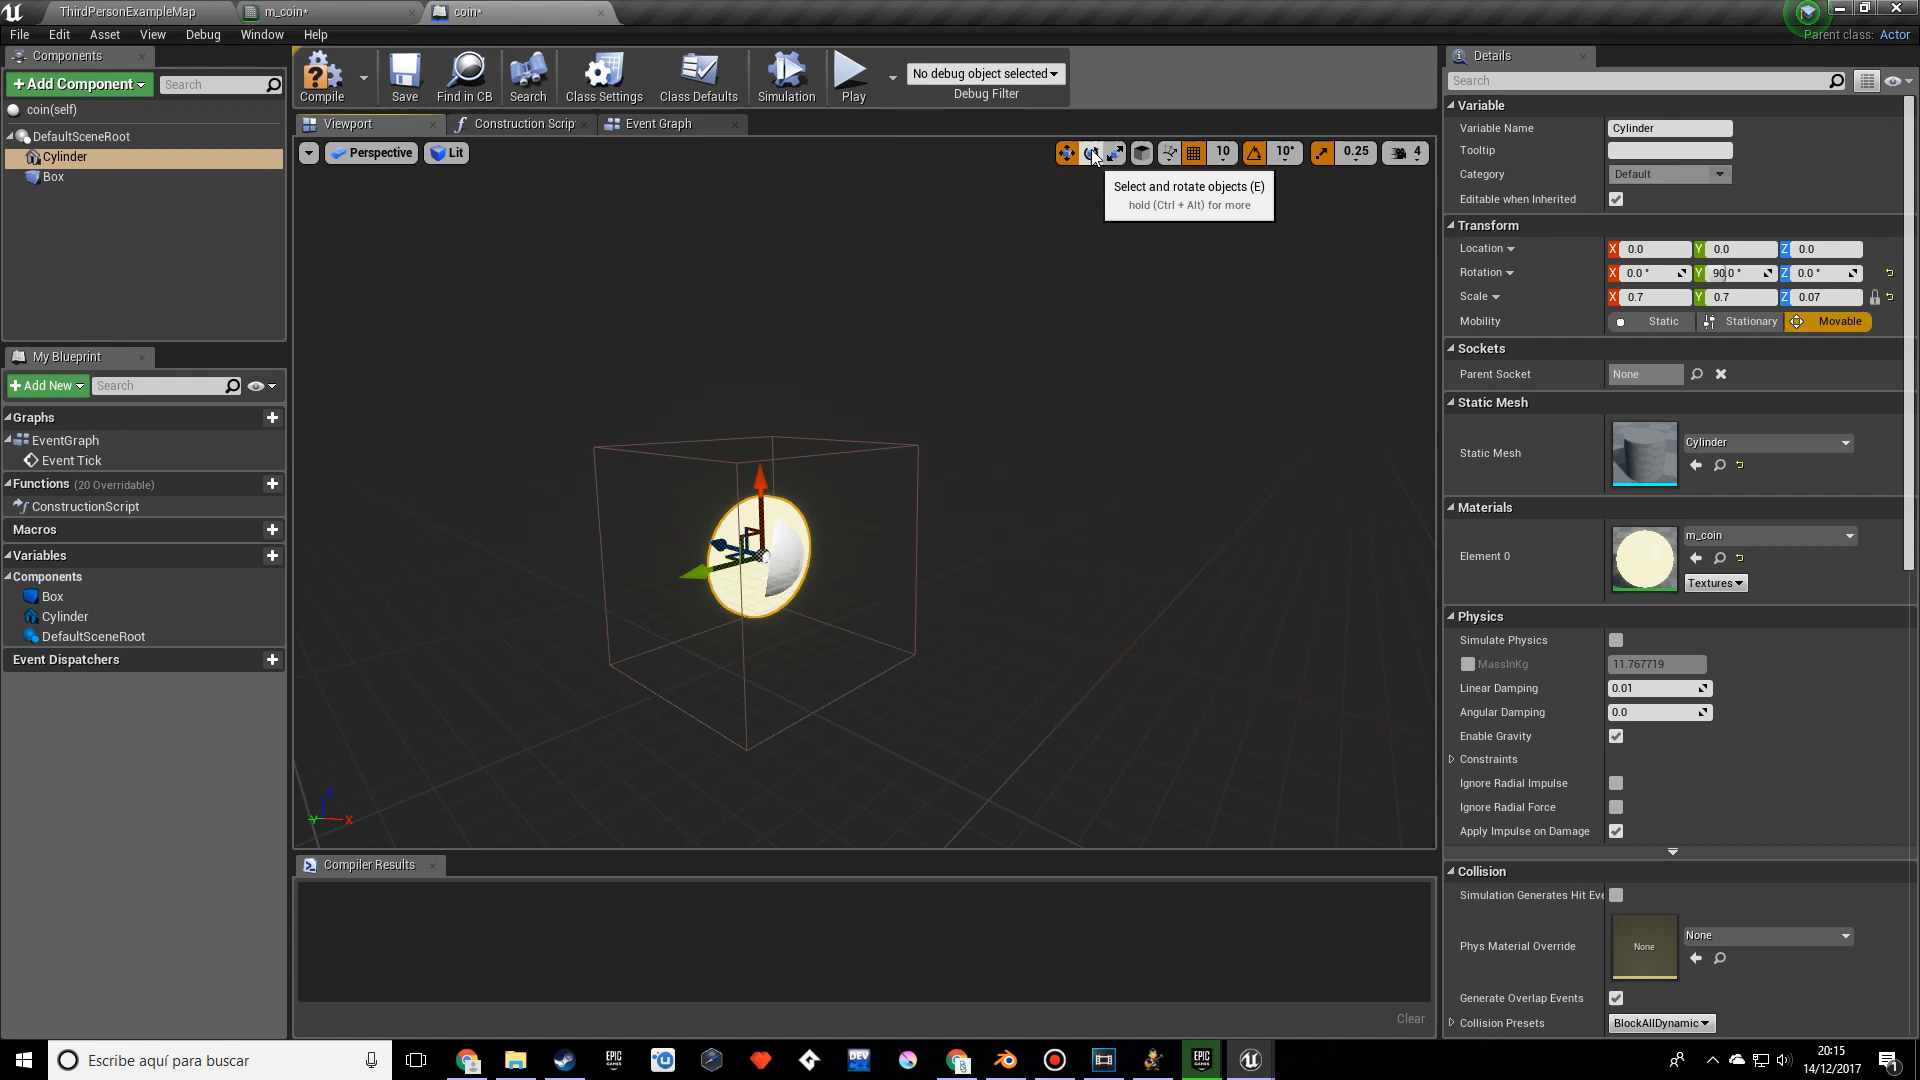 ThirdPersonExampleMap
m_coin*
coin*
File Edit Asset View Debug Window Help
Parent class: Actor
Components
+Add Component
Search
coin(self)
DefaultSceneRoot
Cylinder
Box
Compile
Save
Find in CB
Search
Class Settings
Class Defaults
Simulation
Play
No debug object selected
Debug Filter
Viewport
Construction Scrip
Event Graph
Perspective
Lit
10
10°
0.25
4
Select and rotate objects (E)
hold (Ctrl + Alt) for more
My Blueprint
+Add New
Search
Graphs
EventGraph
Event Tick
Functions (20 Overridable)
ConstructionScript
Macros
Variables
Components
Box
Cylinder
DefaultSceneRoot
Event Dispatchers
Z
Y
X
Compiler Results
Clear
Details
Search
Variable
Variable Name Cylinder
Tooltip
Category Default
Editable when Inherited
Transform
Location X 0.0 Y 0.0 Z 0.0
Rotation X 0.0 ° Y 90.0 ° Z 0.0 °
Scale X 0.7 Y 0.7 Z 0.07
Mobility Static Stationary Movable
Sockets
Parent Socket None
Static Mesh
Static Mesh Cylinder
Materials
Element 0 m_coin
Textures
Physics
Simulate Physics
MassInKg 11.767719
Linear Damping 0.01
Angular Damping 0.0
Enable Gravity
Constraints
Ignore Radial Impulse
Ignore Radial Force
Apply Impulse on Damage
Collision
Simulation Generates Hit Eve
Phys Material Override None None
Generate Overlap Events
Collision Presets BlockAllDynamic
Escribe aquí para buscar
EPIC GAMES
DEV
EPIC GAMES
20:15
14/12/2017
1